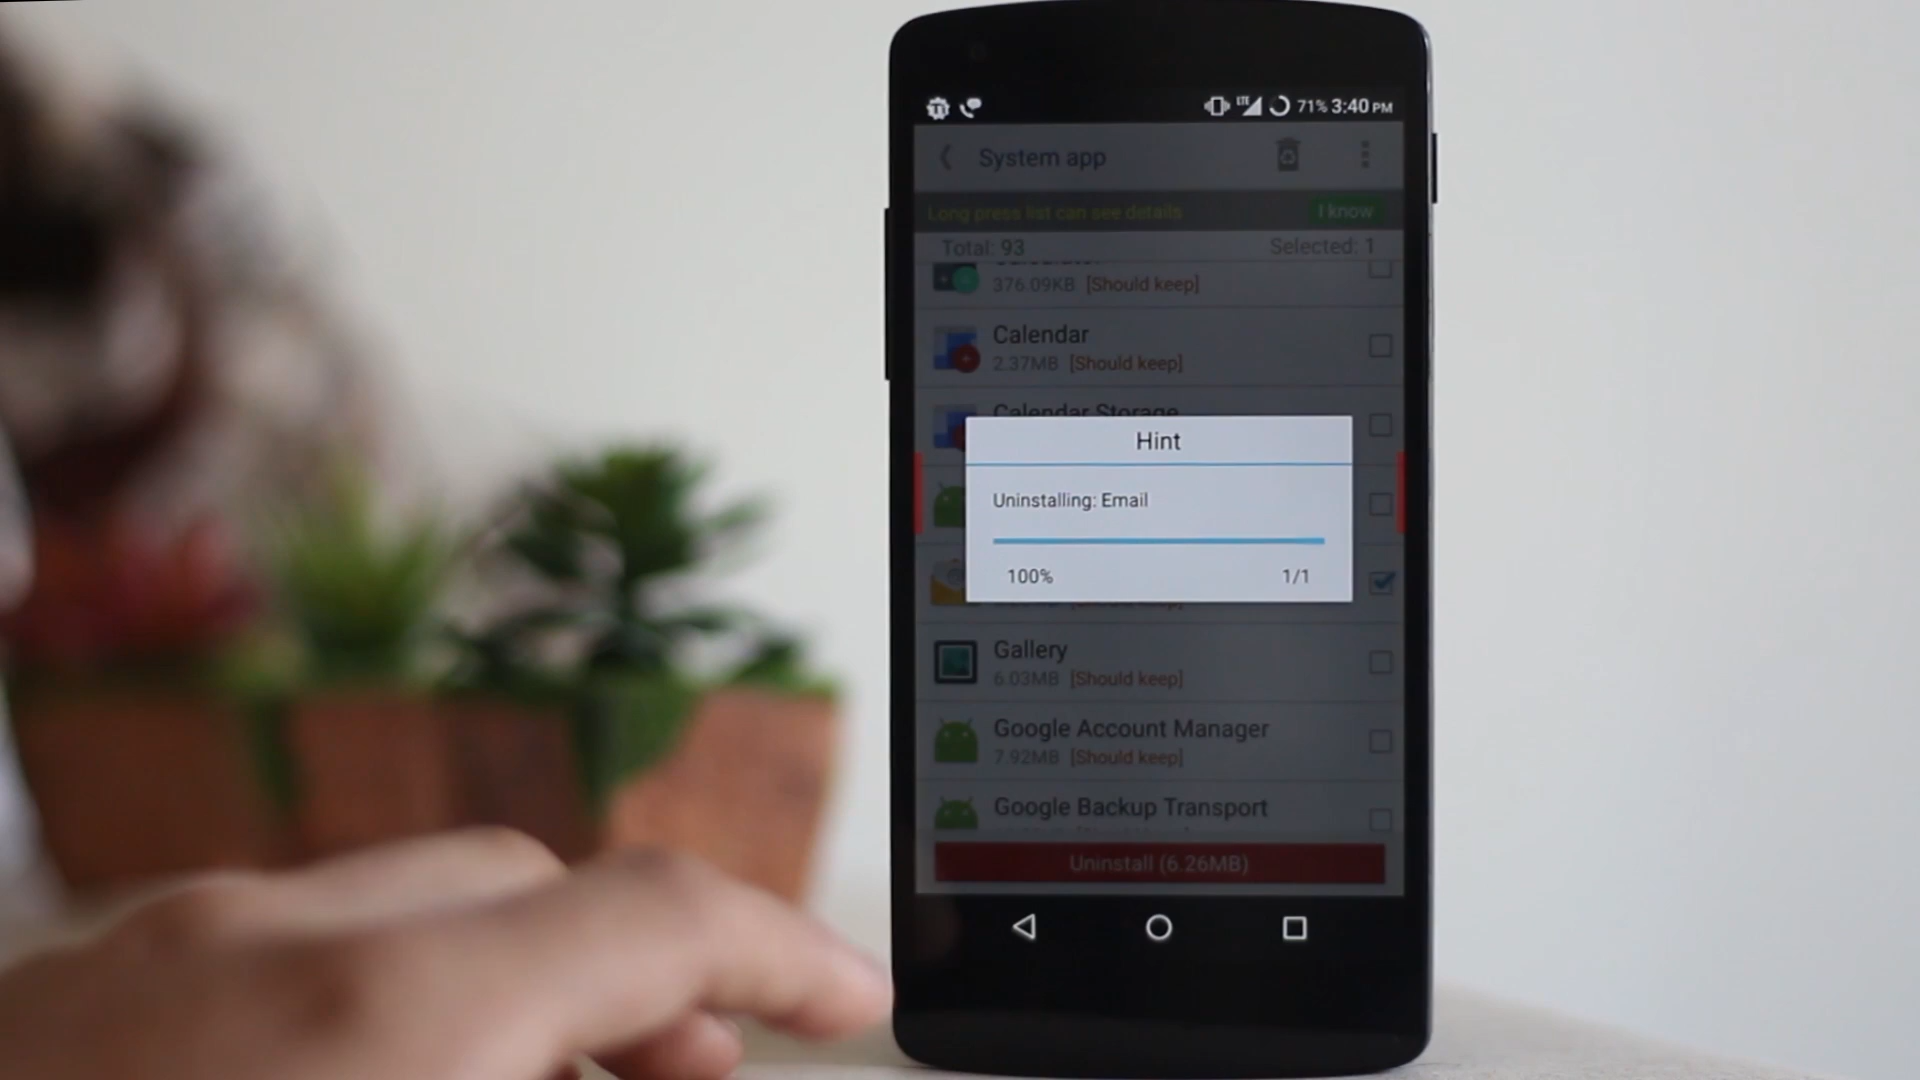 LTE 71% 3:40 PM
System app
Long press list can see details I know
Total: 93 Selected: 1
376.09KB [Should keep]
Calendar
2.37MB [Should keep]
Calendar Storage
Hint
Uninstalling: Email
100% 1/1
Gallery
6.03MB [Should keep]
Google Account Manager
7.92MB [Should keep]
Google Backup Transport
Uninstall (6.26MB)